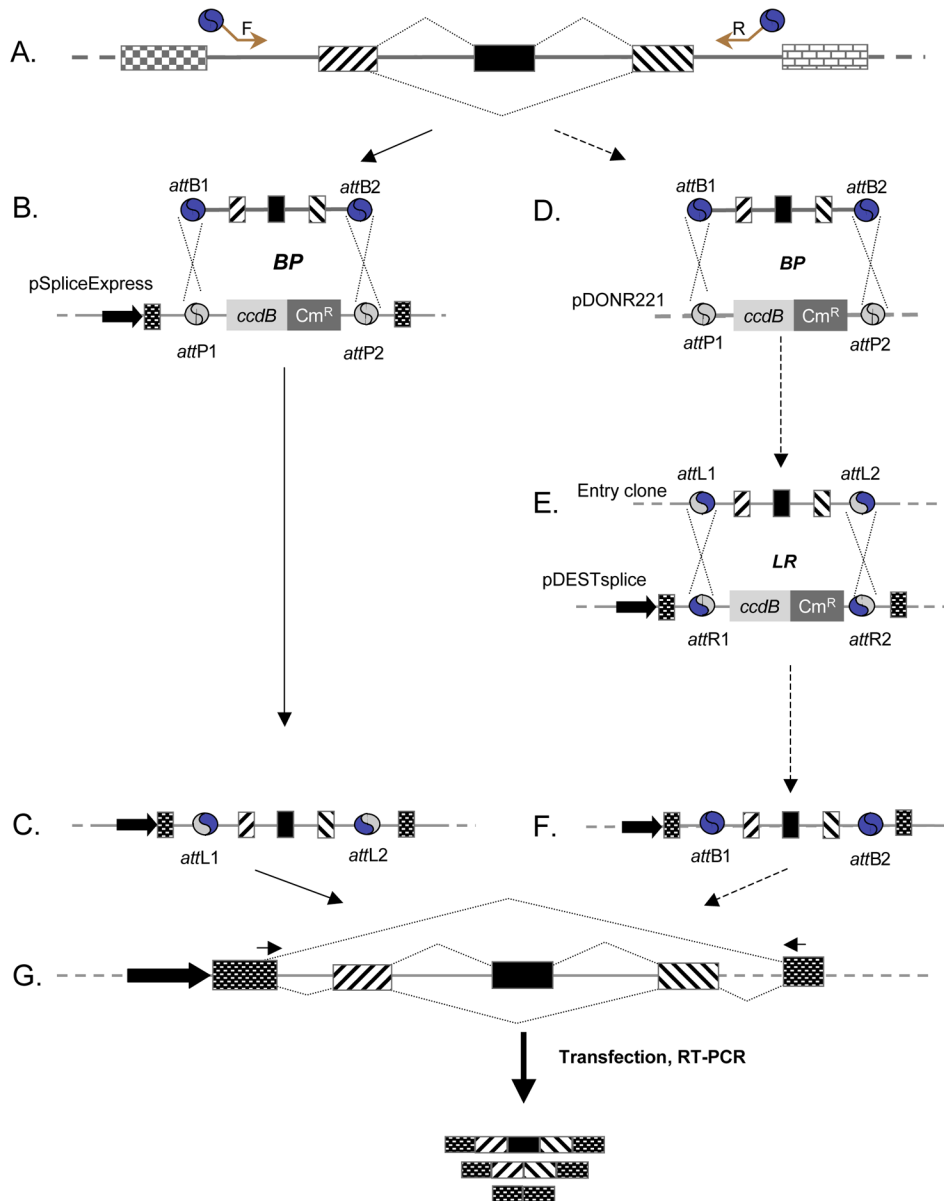 F
R
A.
attB1
attB2
B.
BP
pSpliceExpress
ccdB
CmR
attP1
attP2
attB1
attB2
D.
BP
pDONR221
ccdB
CmR
attP1
attP2
attL1
attL2
Entry clone
E.
LR
pDESTsplice
ccdB
CmR
attR1
attR2
C.
attL1
attL2
F.
attB1
attB2
G.
Transfection, RT-PCR